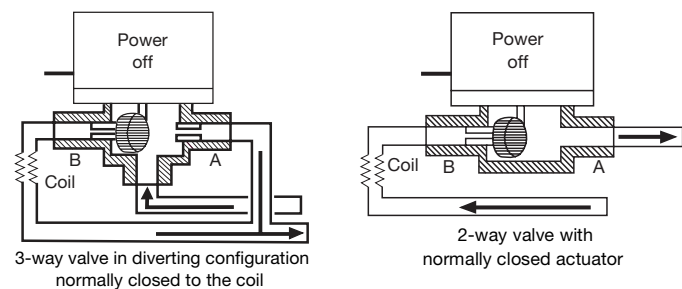 Power
off
B
A
Coil
3-way valve in diverting configuration
normally closed to the coil
Power
off
Coil
B
A
2-way valve with
normally closed actuator